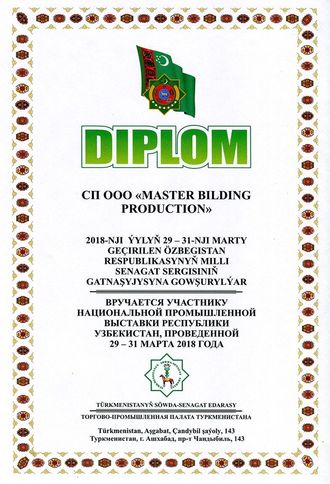 DIPLOM
СП ООО «MASTER BILDING
PRODUCTION»
2018-NJI ÝYLYŇ 29 – 31-NJI MARTY
GEÇIRILEN ÖZBEGISTAN
RESPUBLIKASYNYŇ MILLI
SENAGAT SERGISINIŇ
GATNAŞYJYSYNA GOWŞURYLÝAR
ВРУЧАЕТСЯ УЧАСТНИКУ
НАЦИОНАЛЬНОЙ ПРОМЫШЛЕННОЙ
ВЫСТАВКИ РЕСПУБЛИКИ
УЗБЕКИСТАН, ПРОВЕДЕННОЙ
29 – 31 МАРТА 2018 ГОДА
TÜRKMENISTANYŇ SÖWDA-SENAGAT EDARASY
ТОРГОВО-ПРОМЫШЛЕННАЯ ПАЛАТА ТУРКМЕНИСТАНА
Türkmenistan, Aşgabat, Çandybil şaýoly, 143
Туркменистан, г. Ашхабад, пр-т Чандыбиль, 143